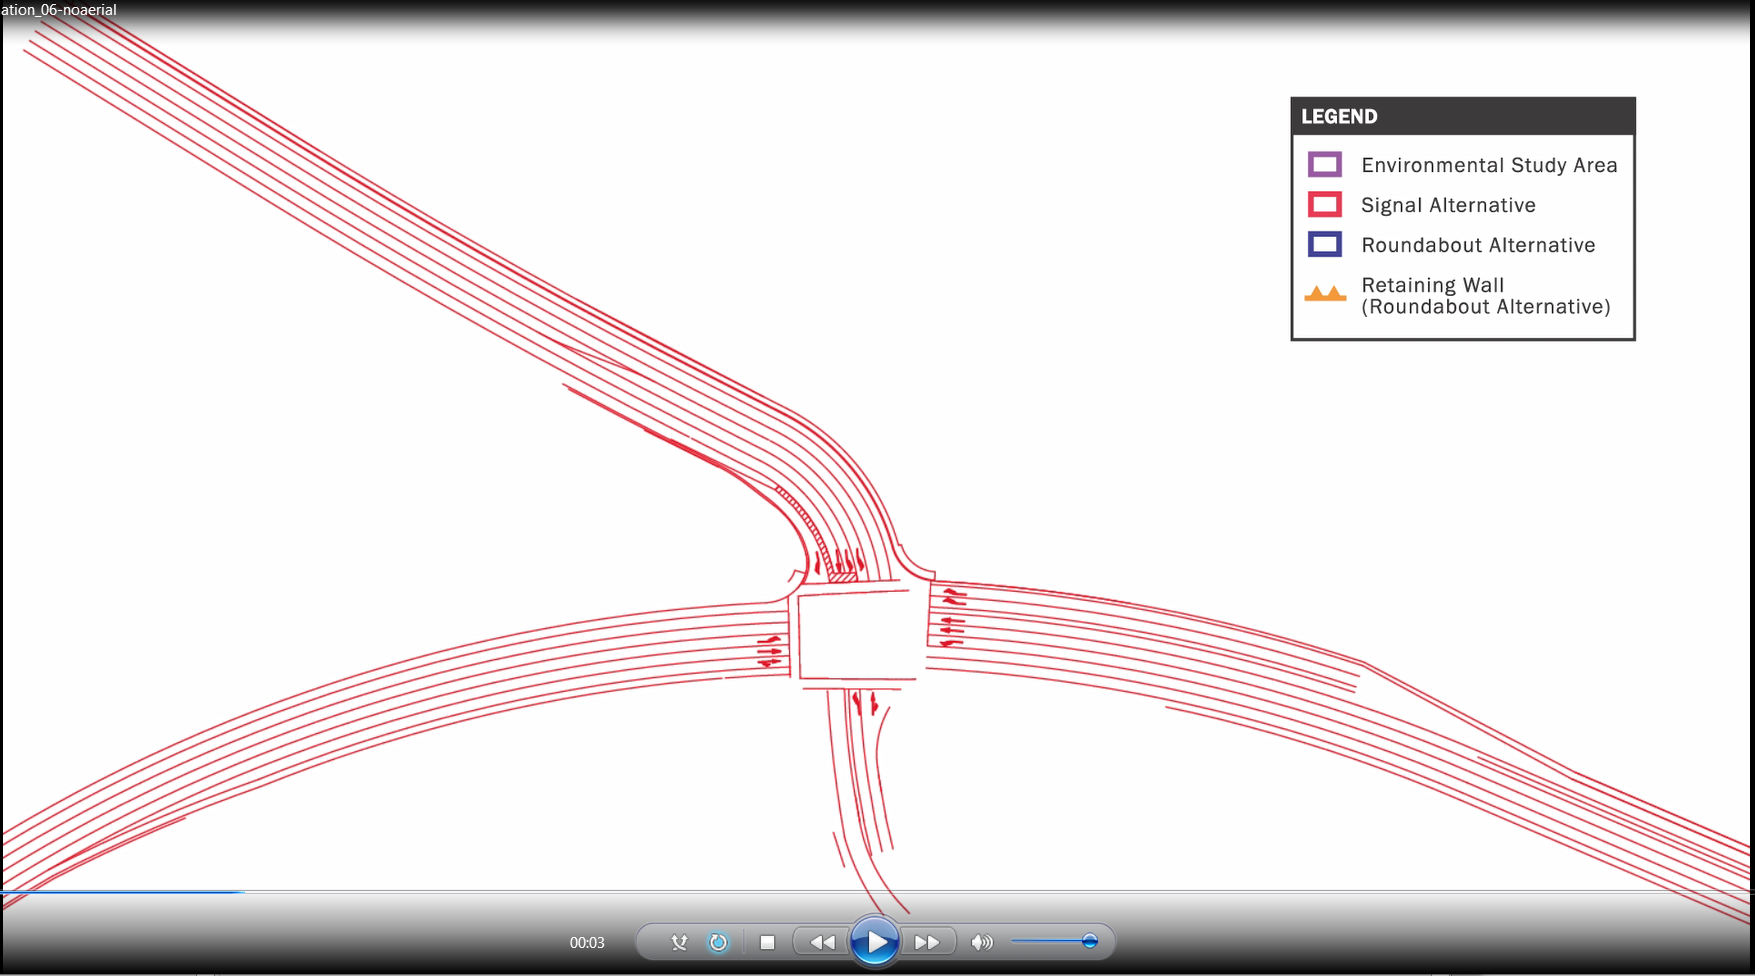 ation_06-noaerial
LEGEND
Environmental Study Area
Signal Alternative
Roundabout Alternative
Retaining Wall
(Roundabout Alternative)
00:03